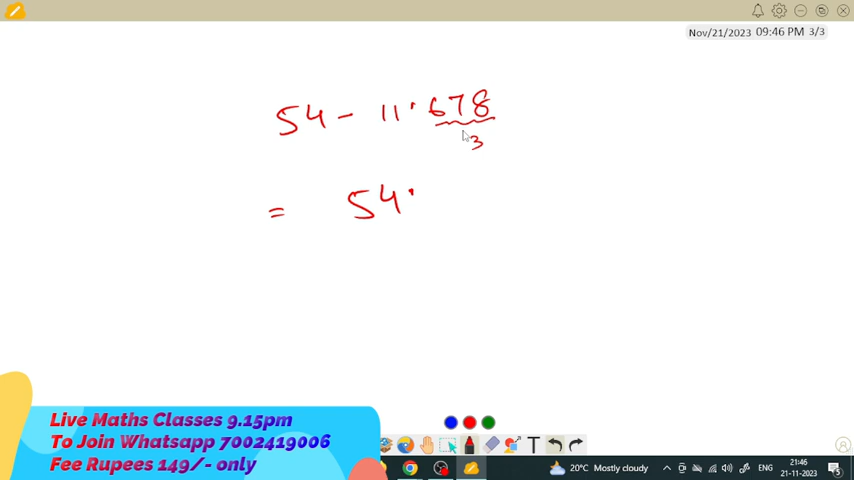 Nov/21/2023 09:46 PM 3/3
54 - 11.678
3
= 54.
Live Maths Classes 9.15pm
To Join Whatsapp 7002419006
Fee Rupees 149/- only
T
20°C Mostly cloudy
ENG
21:46
21-11-2023
5